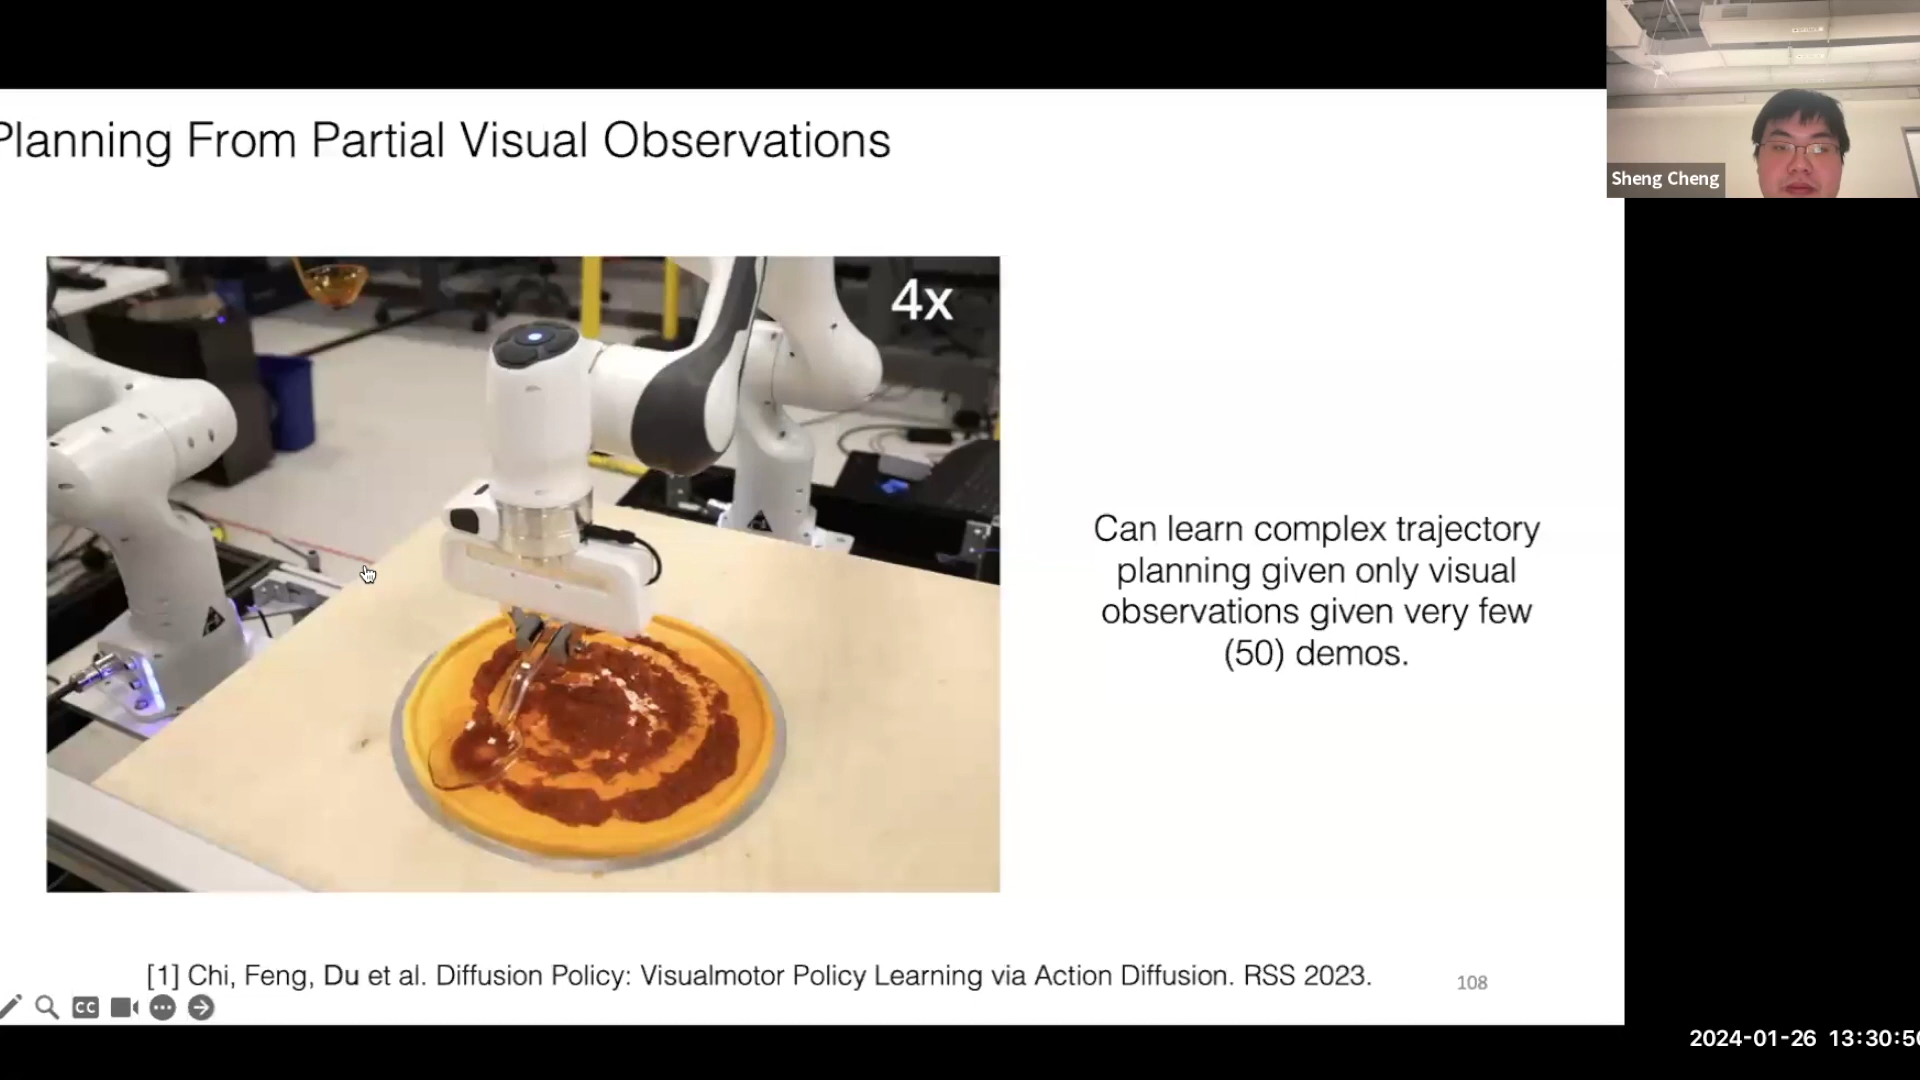 Planning From Partial Visual Observations
Sheng Cheng
4x
Can learn complex trajectory
planning given only visual
observations given very few
(50) demos.
[1] Chi, Feng, Du et al. Diffusion Policy: Visualmotor Policy Learning via Action Diffusion. RSS 2023.
108
CC
2024-01-26 13:30:50